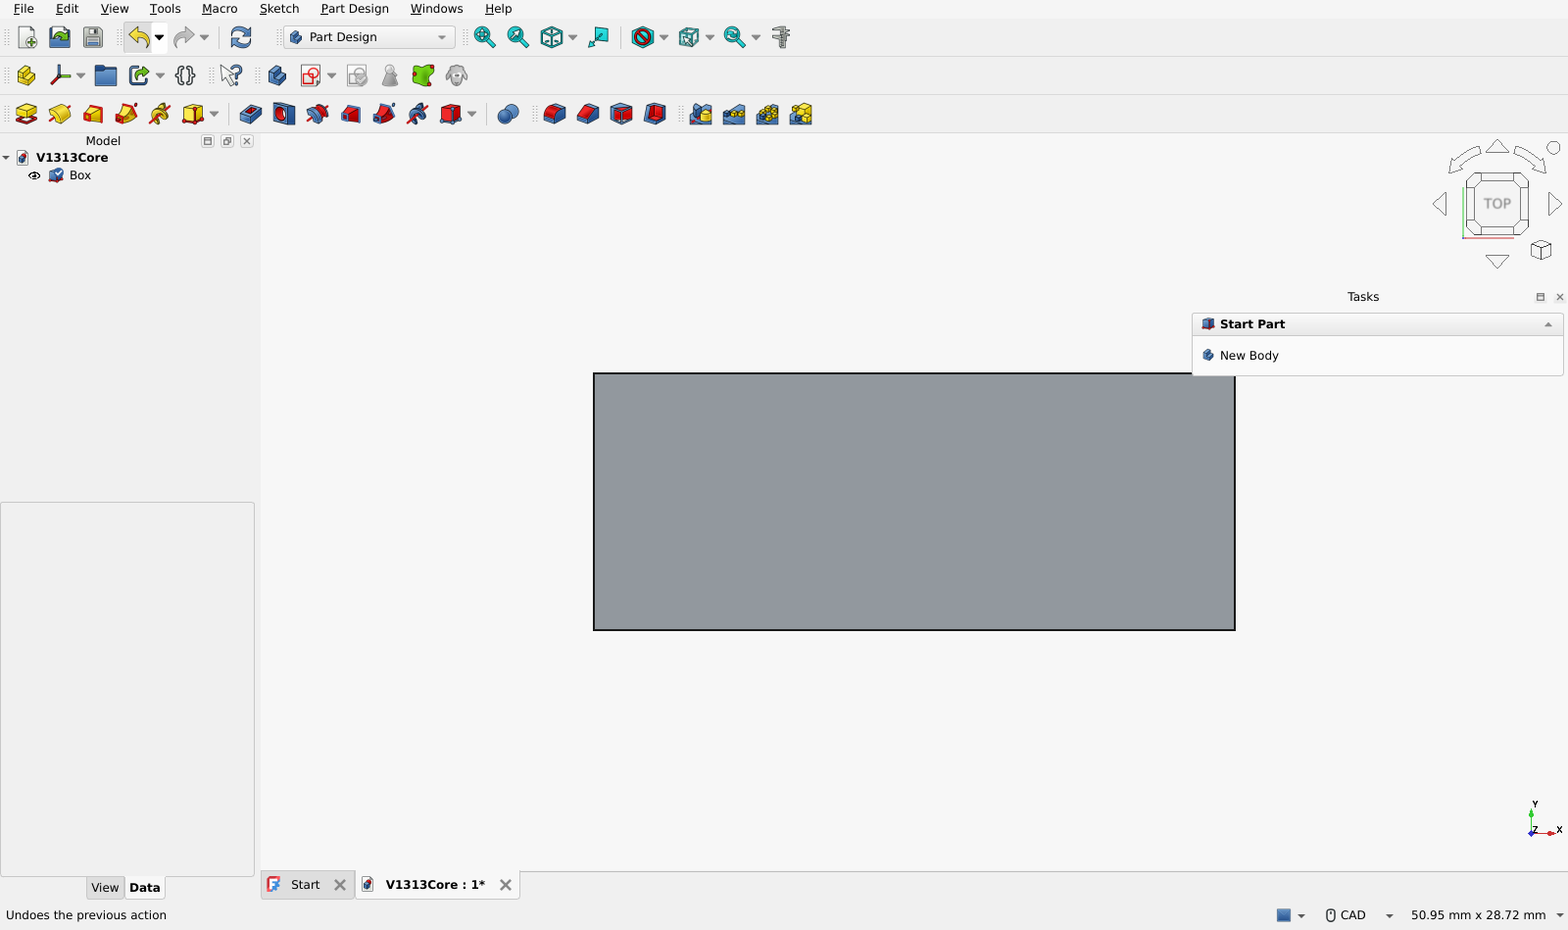 File Edit View Tools Macro Sketch Part Design Windows Help
Part Design
Model
V1313Core
Box
TOP
Tasks
Start Part
New Body
Y
Z X
View Data
Start V1313Core : 1*
Undoes the previous action CAD 50.95 mm x 28.72 mm